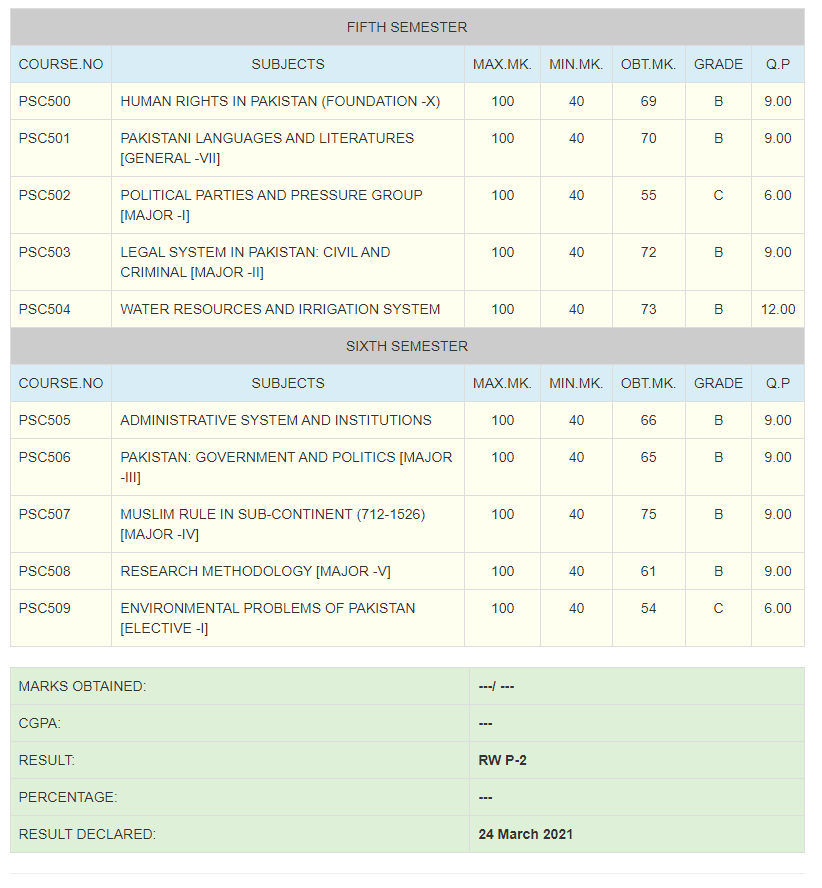 FIFTH SEMESTER
COURSE.NO SUBJECTS MAX.MK. MIN.MK. OBT.MK. GRADE Q.P
PSC500 HUMAN RIGHTS IN PAKISTAN (FOUNDATION -X) 100 40 69 B 9.00
PSC501 PAKISTANI LANGUAGES AND LITERATURES 100 40 70 B 9.00
[GENERAL -VII]
PSC502 POLITICAL PARTIES AND PRESSURE GROUP 100 40 55 C 6.00
[MAJOR -I]
PSC503 LEGAL SYSTEM IN PAKISTAN: CIVIL AND 100 40 72 B 9.00
CRIMINAL [MAJOR -II]
PSC504 WATER RESOURCES AND IRRIGATION SYSTEM 100 40 73 B 12.00
SIXTH SEMESTER
COURSE.NO SUBJECTS MAX.MK. MIN.MK. OBT.MK. GRADE Q.P
PSC505 ADMINISTRATIVE SYSTEM AND INSTITUTIONS 100 40 66 B 9.00
PSC506 PAKISTAN: GOVERNMENT AND POLITICS [MAJOR 100 40 65 B 9.00
-III]
PSC507 MUSLIM RULE IN SUB-CONTINENT (712-1526) 100 40 75 B 9.00
[MAJOR -IV]
PSC508 RESEARCH METHODOLOGY [MAJOR -V] 100 40 61 B 9.00
PSC509 ENVIRONMENTAL PROBLEMS OF PAKISTAN 100 40 54 C 6.00
[ELECTIVE -I]
MARKS OBTAINED: ---/ ---
CGPA: ---
RESULT: RW P-2
PERCENTAGE: ---
RESULT DECLARED: 24 March 2021